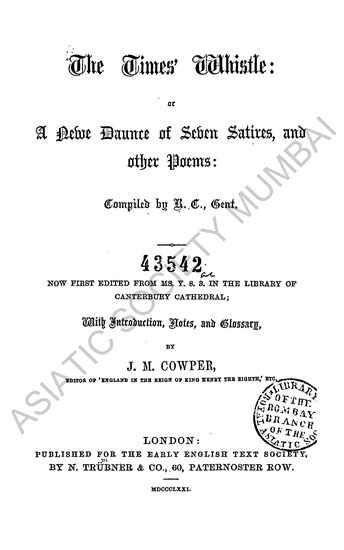 The Times' Whistle:
or
A Newe Daunce of Seven Satires, and
other Poems:
Compiled by R. C., Gent.
43542
NOW FIRST EDITED FROM MS. Y. 8. 3. IN THE LIBRARY OF
CANTERBURY CATHEDRAL;
With Introduction, Notes, and Glossary,
BY
J. M. COWPER,
EDITOR OF 'ENGLAND IN THE REIGN OF KING HENRY THE EIGHTH,' ETC.
LIBRARY
OF THE
BOMBAY
BRANCH
OF THE
ROYAL ASIATIC SOC
LONDON:
PUBLISHED FOR THE EARLY ENGLISH TEXT SOCIETY,
BY N. TRÜBNER & CO., 60, PATERNOSTER ROW.
MDCCCLXXI.
ASIATIC SOCIETY MUMBAI